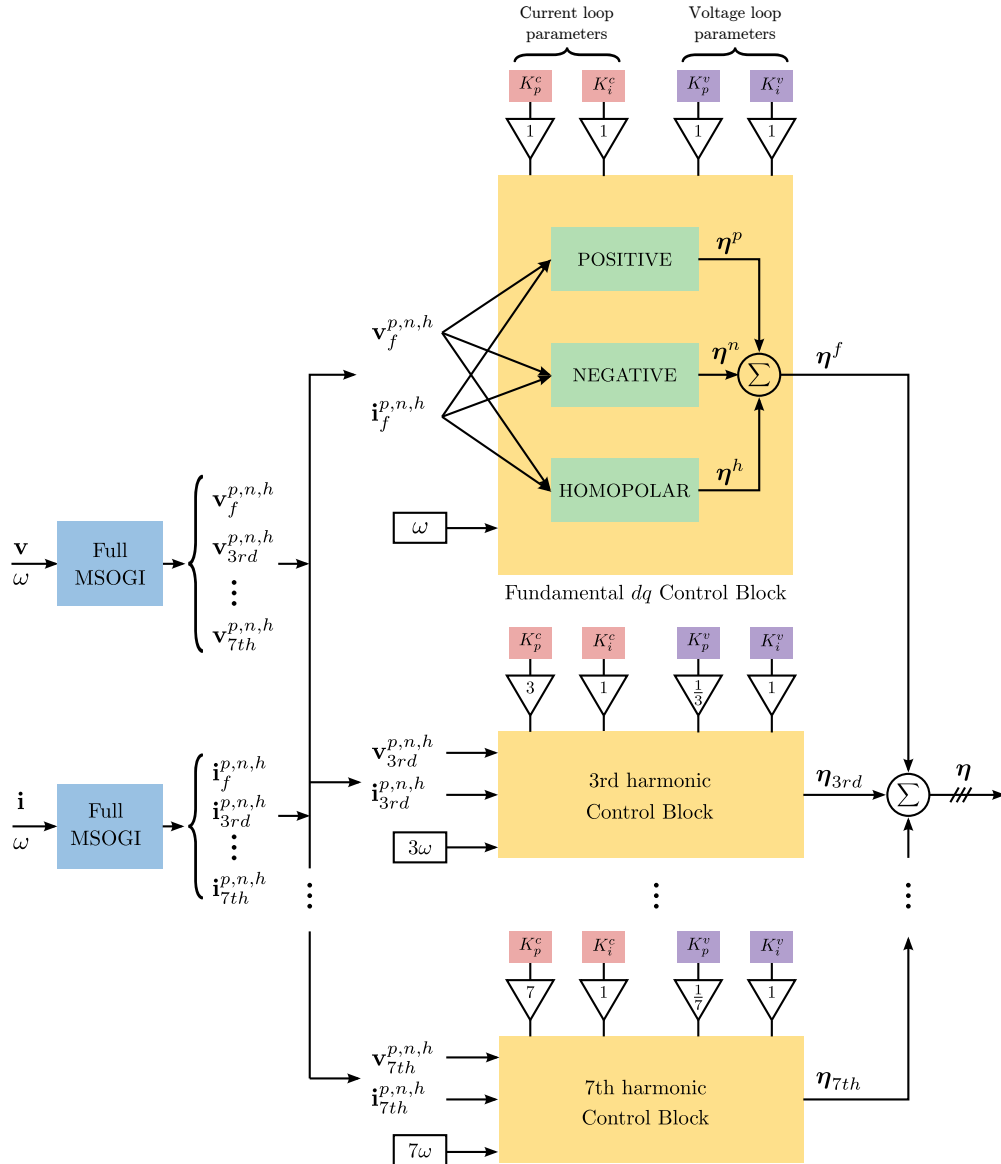 Current loop
parameters
Voltage loop
parameters
K_p^c
K_i^c
K_p^v
K_i^v
1
1
1
1
POSITIVE
η^p
v_f^{p,n,h}
NEGATIVE
η^n
Σ
η^f
i_f^{p,n,h}
HOMOPOLAR
η^h
ω
Fundamental dq Control Block
v
ω
Full
MSOGI
v_f^{p,n,h}
v_{3rd}^{p,n,h}
⋮
v_{7th}^{p,n,h}
K_p^c
K_i^c
K_p^v
K_i^v
3
1
1/3
1
v_{3rd}^{p,n,h}
i_{3rd}^{p,n,h}
3ω
3rd harmonic
Control Block
η_{3rd}
Σ
η
i
ω
Full
MSOGI
i_f^{p,n,h}
i_{3rd}^{p,n,h}
⋮
i_{7th}^{p,n,h}
⋮
⋮
⋮
K_p^c
K_i^c
K_p^v
K_i^v
7
1
1/7
1
v_{7th}^{p,n,h}
i_{7th}^{p,n,h}
7ω
7th harmonic
Control Block
η_{7th}